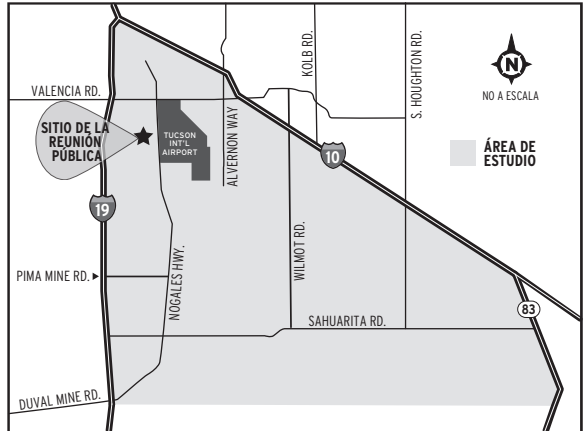 VALENCIA RD.
SITIO DE LA
REUNIÓN
PÚBLICA
TUCSON
INT'L
AIRPORT
ALVERNON WAY
KOLB RD.
S. HOUGHTON RD.
N
NO A ESCALA
ÁREA DE
ESTUDIO
10
19
PIMA MINE RD.
NOGALES HWY.
WILMOT RD.
SAHUARITA RD.
83
DUVAL MINE RD.